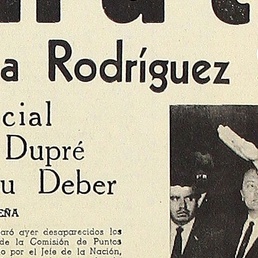 a Rodríguez
cial
Dupré
u Deber
EÑA
aró ayer desaparecidos los
de la Comisión de Puntos
o por el Jefe de la Nación,